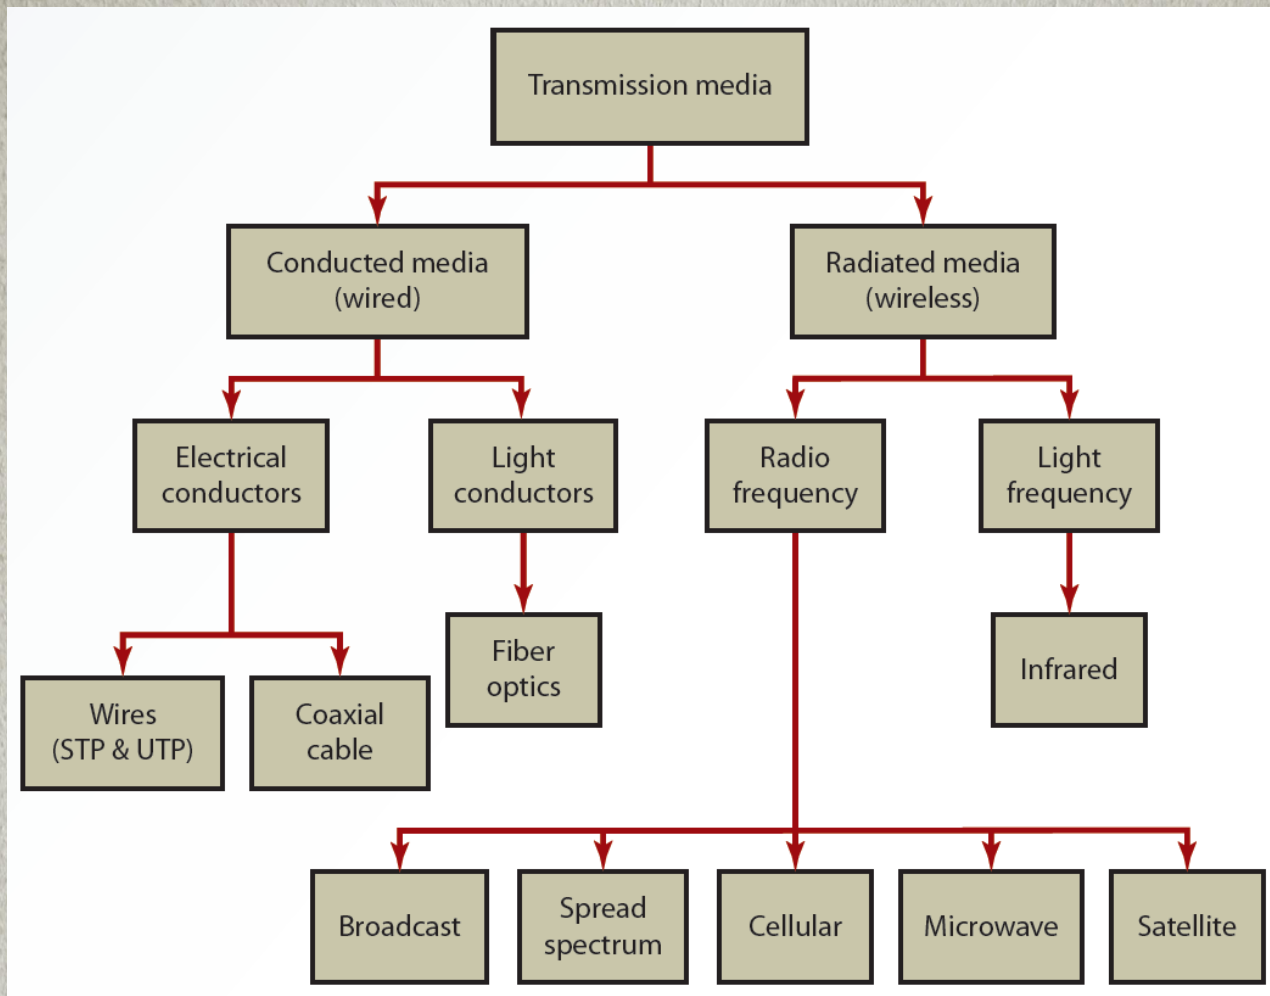 Transmission media
Conducted media
(wired)
Radiated media
(wireless)
Electrical
conductors
Light
conductors
Radio
frequency
Light
frequency
Fiber
optics
Infrared
Wires
(STP & UTP)
Coaxial
cable
Broadcast
Spread
spectrum
Cellular
Microwave
Satellite